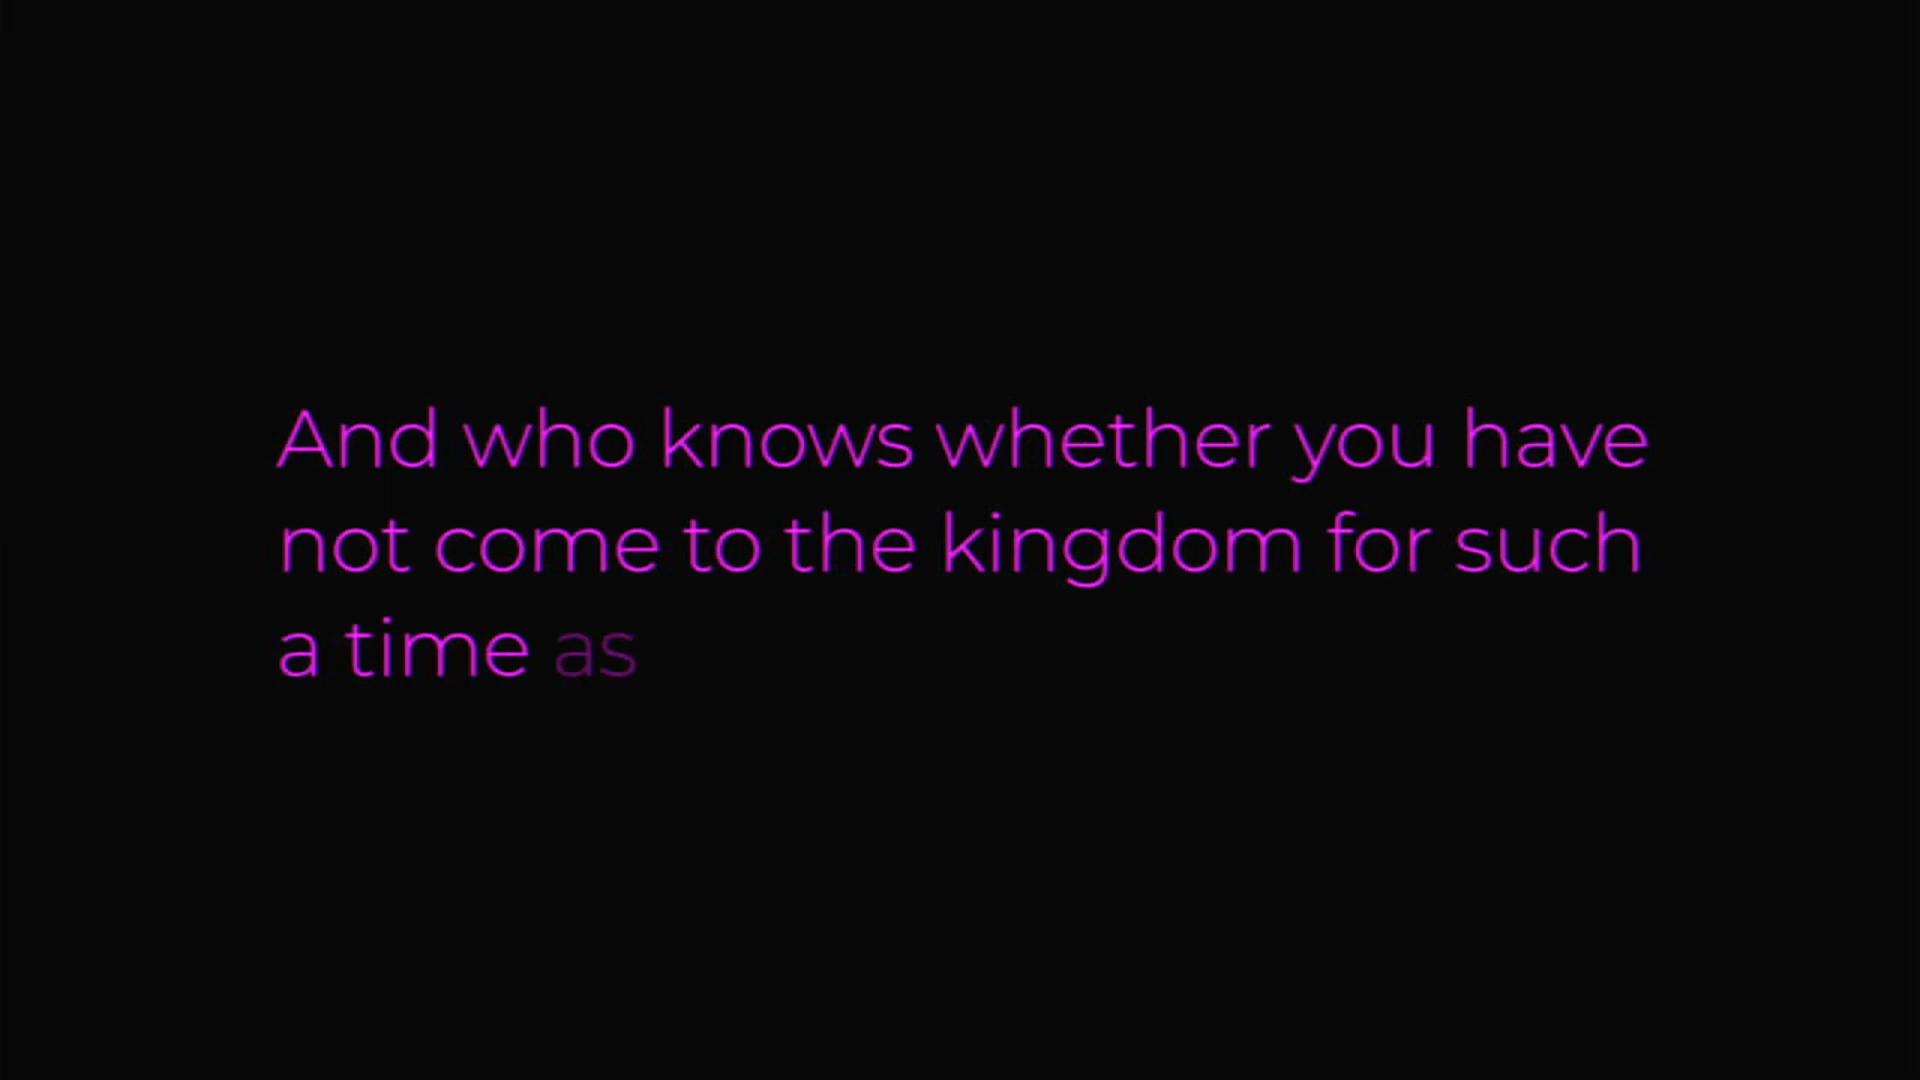 And who knows whether you have
not come to the kingdom for such
a time as